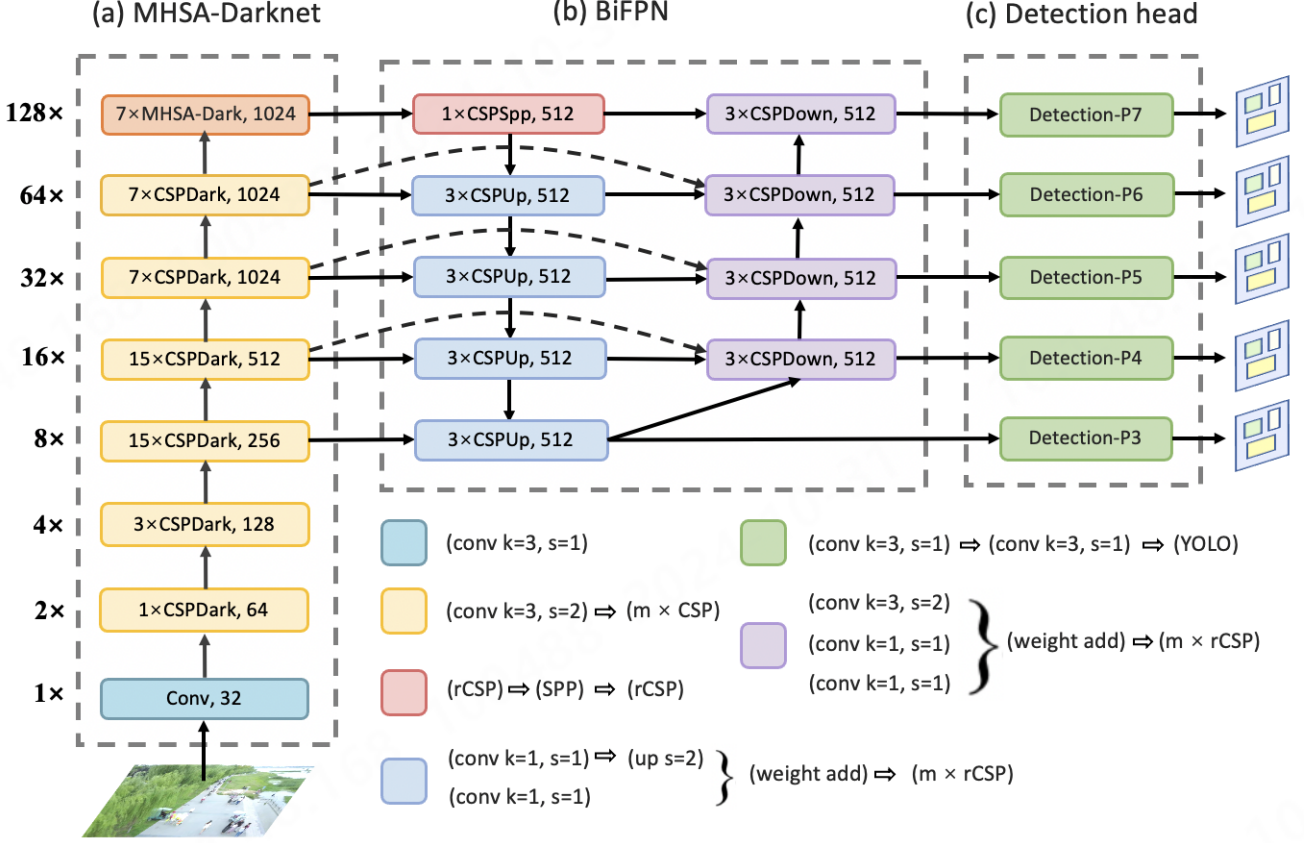 (a) MHSA-Darknet (b) BiFPN (c) Detection head
128× 7×MHSA-Dark, 1024 1×CSPSpp, 512 3×CSPDown, 512 Detection-P7
64× 7×CSPDark, 1024 3×CSPUp, 512 3×CSPDown, 512 Detection-P6
32× 7×CSPDark, 1024 3×CSPUp, 512 3×CSPDown, 512 Detection-P5
16× 15×CSPDark, 512 3×CSPUp, 512 3×CSPDown, 512 Detection-P4
8× 15×CSPDark, 256 3×CSPUp, 512 Detection-P3
4× 3×CSPDark, 128
2× 1×CSPDark, 64
1× Conv, 32
(conv k=3, s=1)
(conv k=3, s=2) ⇨ (m × CSP)
(rCSP) ⇨ (SPP) ⇨ (rCSP)
(conv k=1, s=1) ⇨ (up s=2)
(conv k=1, s=1)
} (weight add) ⇨ (m × rCSP)
(conv k=3, s=1) ⇨ (conv k=3, s=1) ⇨ (YOLO)
(conv k=3, s=2)
(conv k=1, s=1)
(conv k=1, s=1)
} (weight add) ⇨ (m × rCSP)